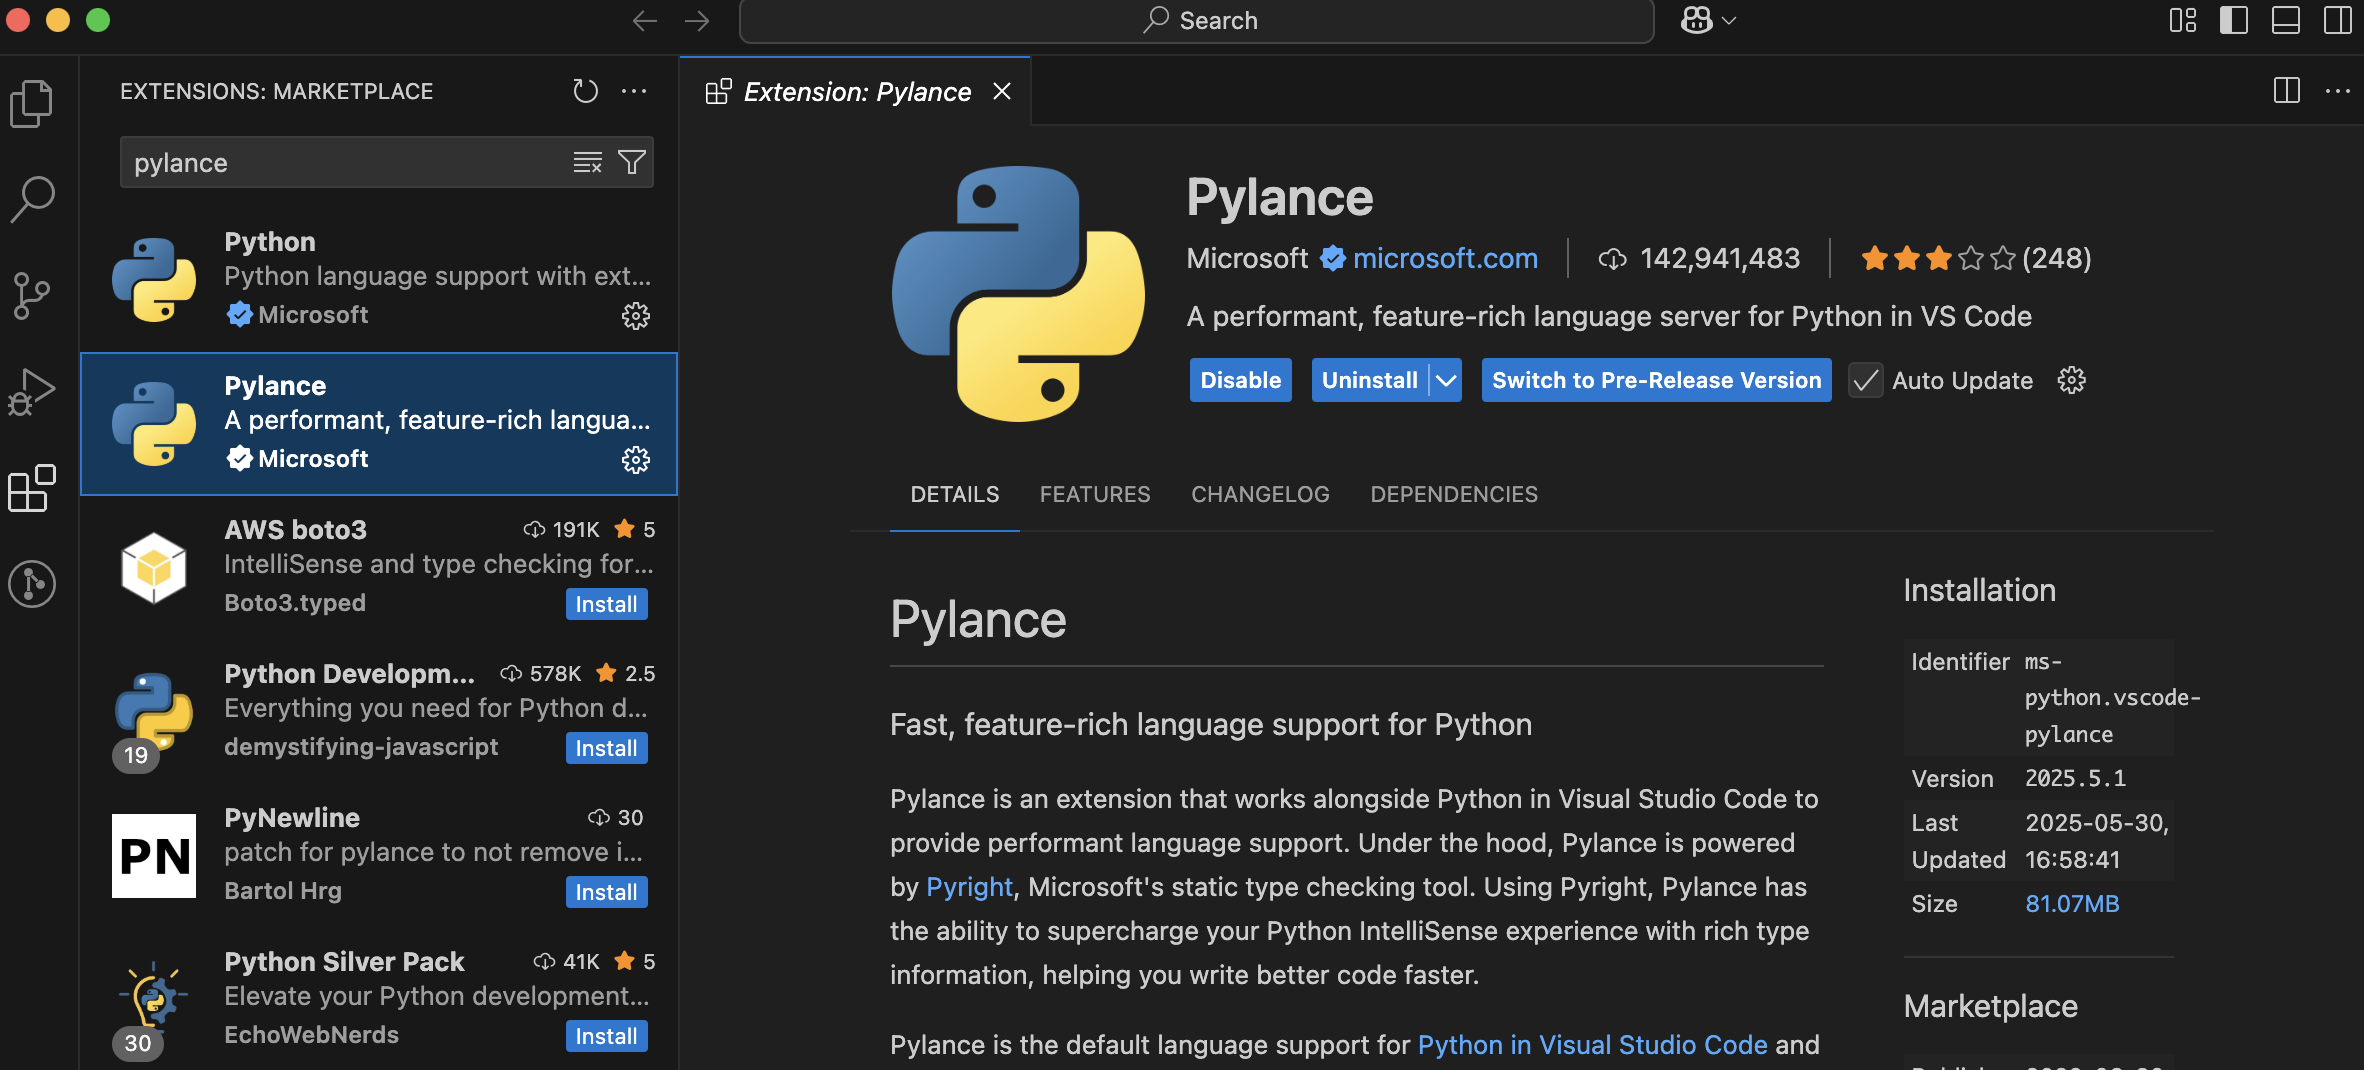 Search
EXTENSIONS: MARKETPLACE
pylance
Python
Python language support with ext...
Microsoft
Pylance
A performant, feature-rich langua...
Microsoft
AWS boto3 191K 5
IntelliSense and type checking for...
Boto3.typed Install
Python Developm... 578K 2.5
Everything you need for Python d...
demystifying-javascript Install
19
PN
PyNewline 30
patch for pylance to not remove i...
Bartol Hrg Install
Python Silver Pack 41K 5
Elevate your Python development...
EchoWebNerds Install
30
Extension: Pylance
Pylance
Microsoft microsoft.com 142,941,483 (248)
A performant, feature-rich language server for Python in VS Code
Disable Uninstall Switch to Pre-Release Version Auto Update
DETAILS FEATURES CHANGELOG DEPENDENCIES
Pylance
Fast, feature-rich language support for Python
Pylance is an extension that works alongside Python in Visual Studio Code to
provide performant language support. Under the hood, Pylance is powered
by Pyright, Microsoft's static type checking tool. Using Pyright, Pylance has
the ability to supercharge your Python IntelliSense experience with rich type
information, helping you write better code faster.
Pylance is the default language support for Python in Visual Studio Code and
Installation
Identifier ms-
python.vscode-
pylance
Version 2025.5.1
Last 2025-05-30,
Updated 16:58:41
Size 81.07MB
Marketplace